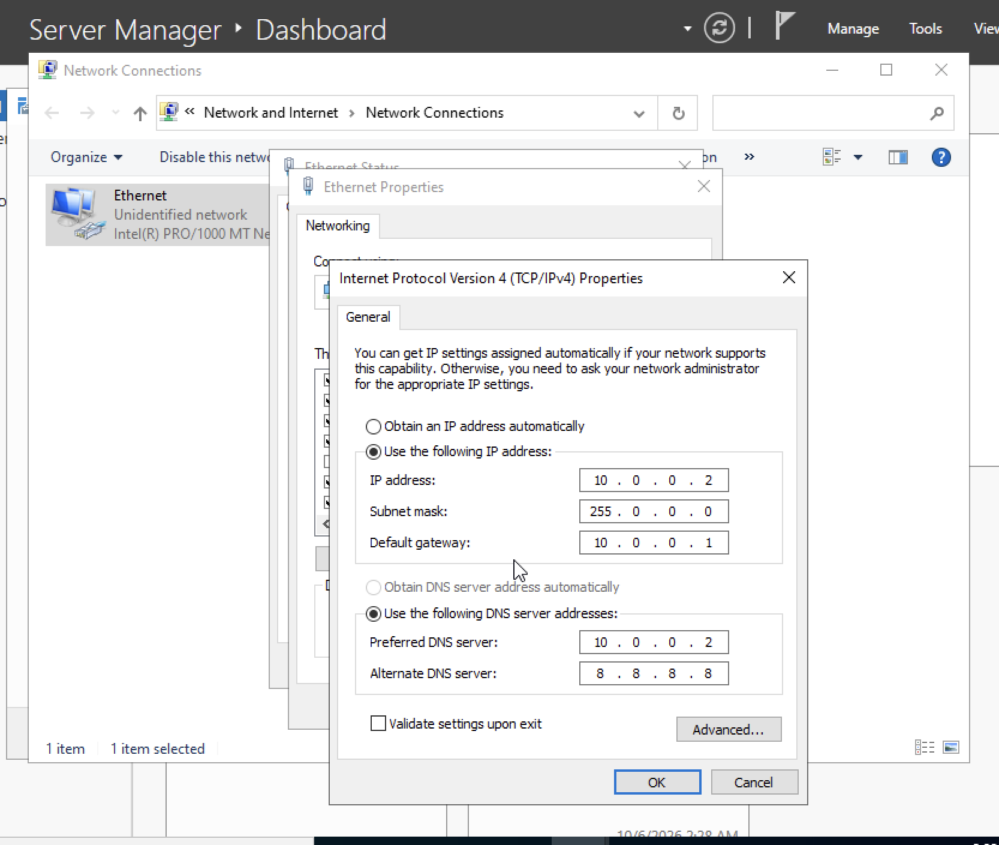 Server Manager ‣ Dashboard
Manage
Tools
View
Network Connections
« Network and Internet › Network Connections
Organize
Disable this netwo
on
»
Ethernet
Unidentified network
Intel(R) PRO/1000 MT Ne
Ethernet Status
Ethernet Properties
Networking
Connect using:
Th
Internet Protocol Version 4 (TCP/IPv4) Properties
General
You can get IP settings assigned automatically if your network supports
this capability. Otherwise, you need to ask your network administrator
for the appropriate IP settings.
Obtain an IP address automatically
Use the following IP address:
IP address: 10 . 0 . 0 . 2
Subnet mask: 255 . 0 . 0 . 0
Default gateway: 10 . 0 . 0 . 1
Obtain DNS server address automatically
Use the following DNS server addresses:
Preferred DNS server: 10 . 0 . 0 . 2
Alternate DNS server: 8 . 8 . 8 . 8
Validate settings upon exit
Advanced...
1 item
1 item selected
OK
Cancel
10/6/2026 2:28 AM